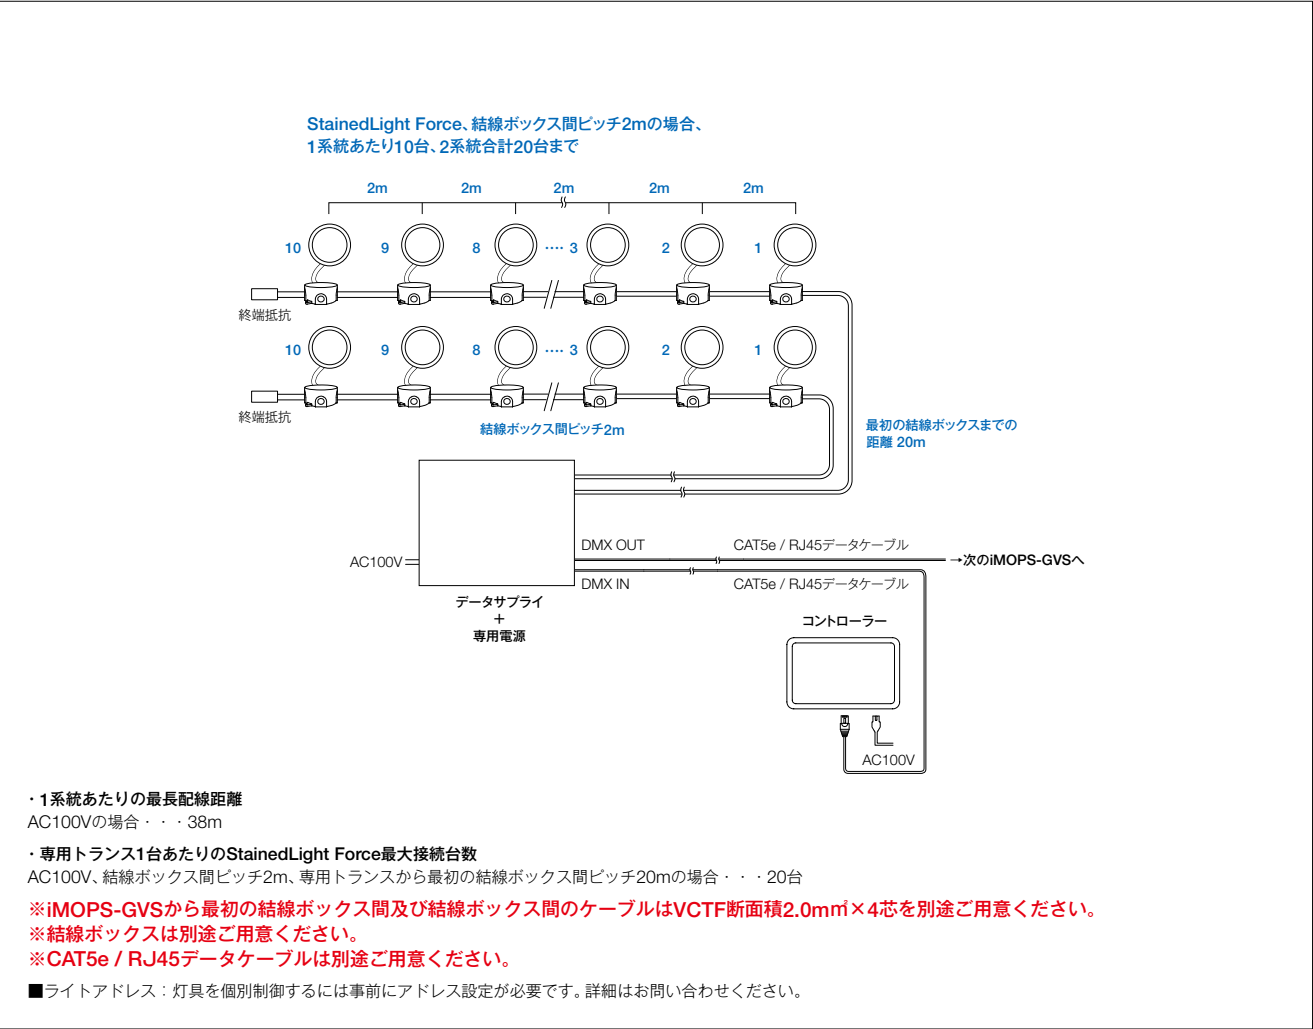 StainedLight Force、結線ボックス間ピッチ2mの場合、
1系統あたり10台、2系統合計20台まで
2m 2m 2m 2m 2m
10 9 8 ···· 3 2 1
終端抵抗
10 9 8 ···· 3 2 1
終端抵抗
結線ボックス間ピッチ2m
最初の結線ボックスまでの
距離 20m
DMX OUT CAT5e / RJ45データケーブル
AC100V
→次のiMOPS-GVSへ
DMX IN CAT5e / RJ45データケーブル
データサプライ
＋
専用電源
コントローラー
AC100V
・1系統あたりの最長配線距離
AC100Vの場合・・・38m
・専用トランス1台あたりのStainedLight Force最大接続台数
AC100V、結線ボックス間ピッチ2m、専用トランスから最初の結線ボックス間ピッチ20mの場合・・・20台
※iMOPS-GVSから最初の結線ボックス間及び結線ボックス間のケーブルはVCTF断面積2.0m㎡×4芯を別途ご用意ください。
※結線ボックスは別途ご用意ください。
※CAT5e / RJ45データケーブルは別途ご用意ください。
■ライトアドレス：灯具を個別制御するには事前にアドレス設定が必要です。詳細はお問い合わせください。